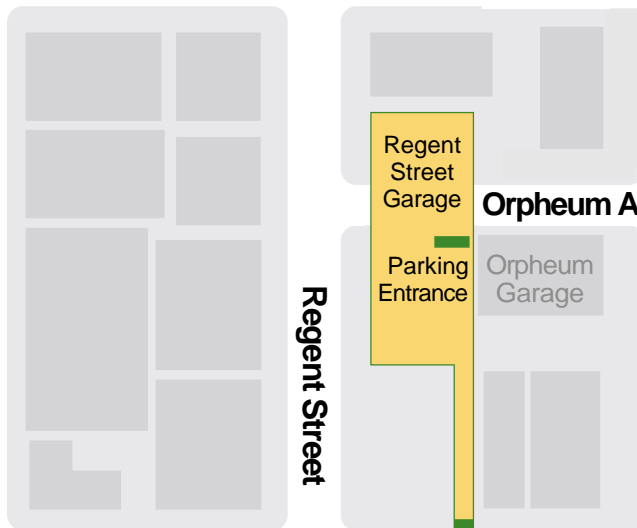 Regent
Street
Garage
Orpheum A
Parking
Entrance
Orpheum
Garage
Regent Street